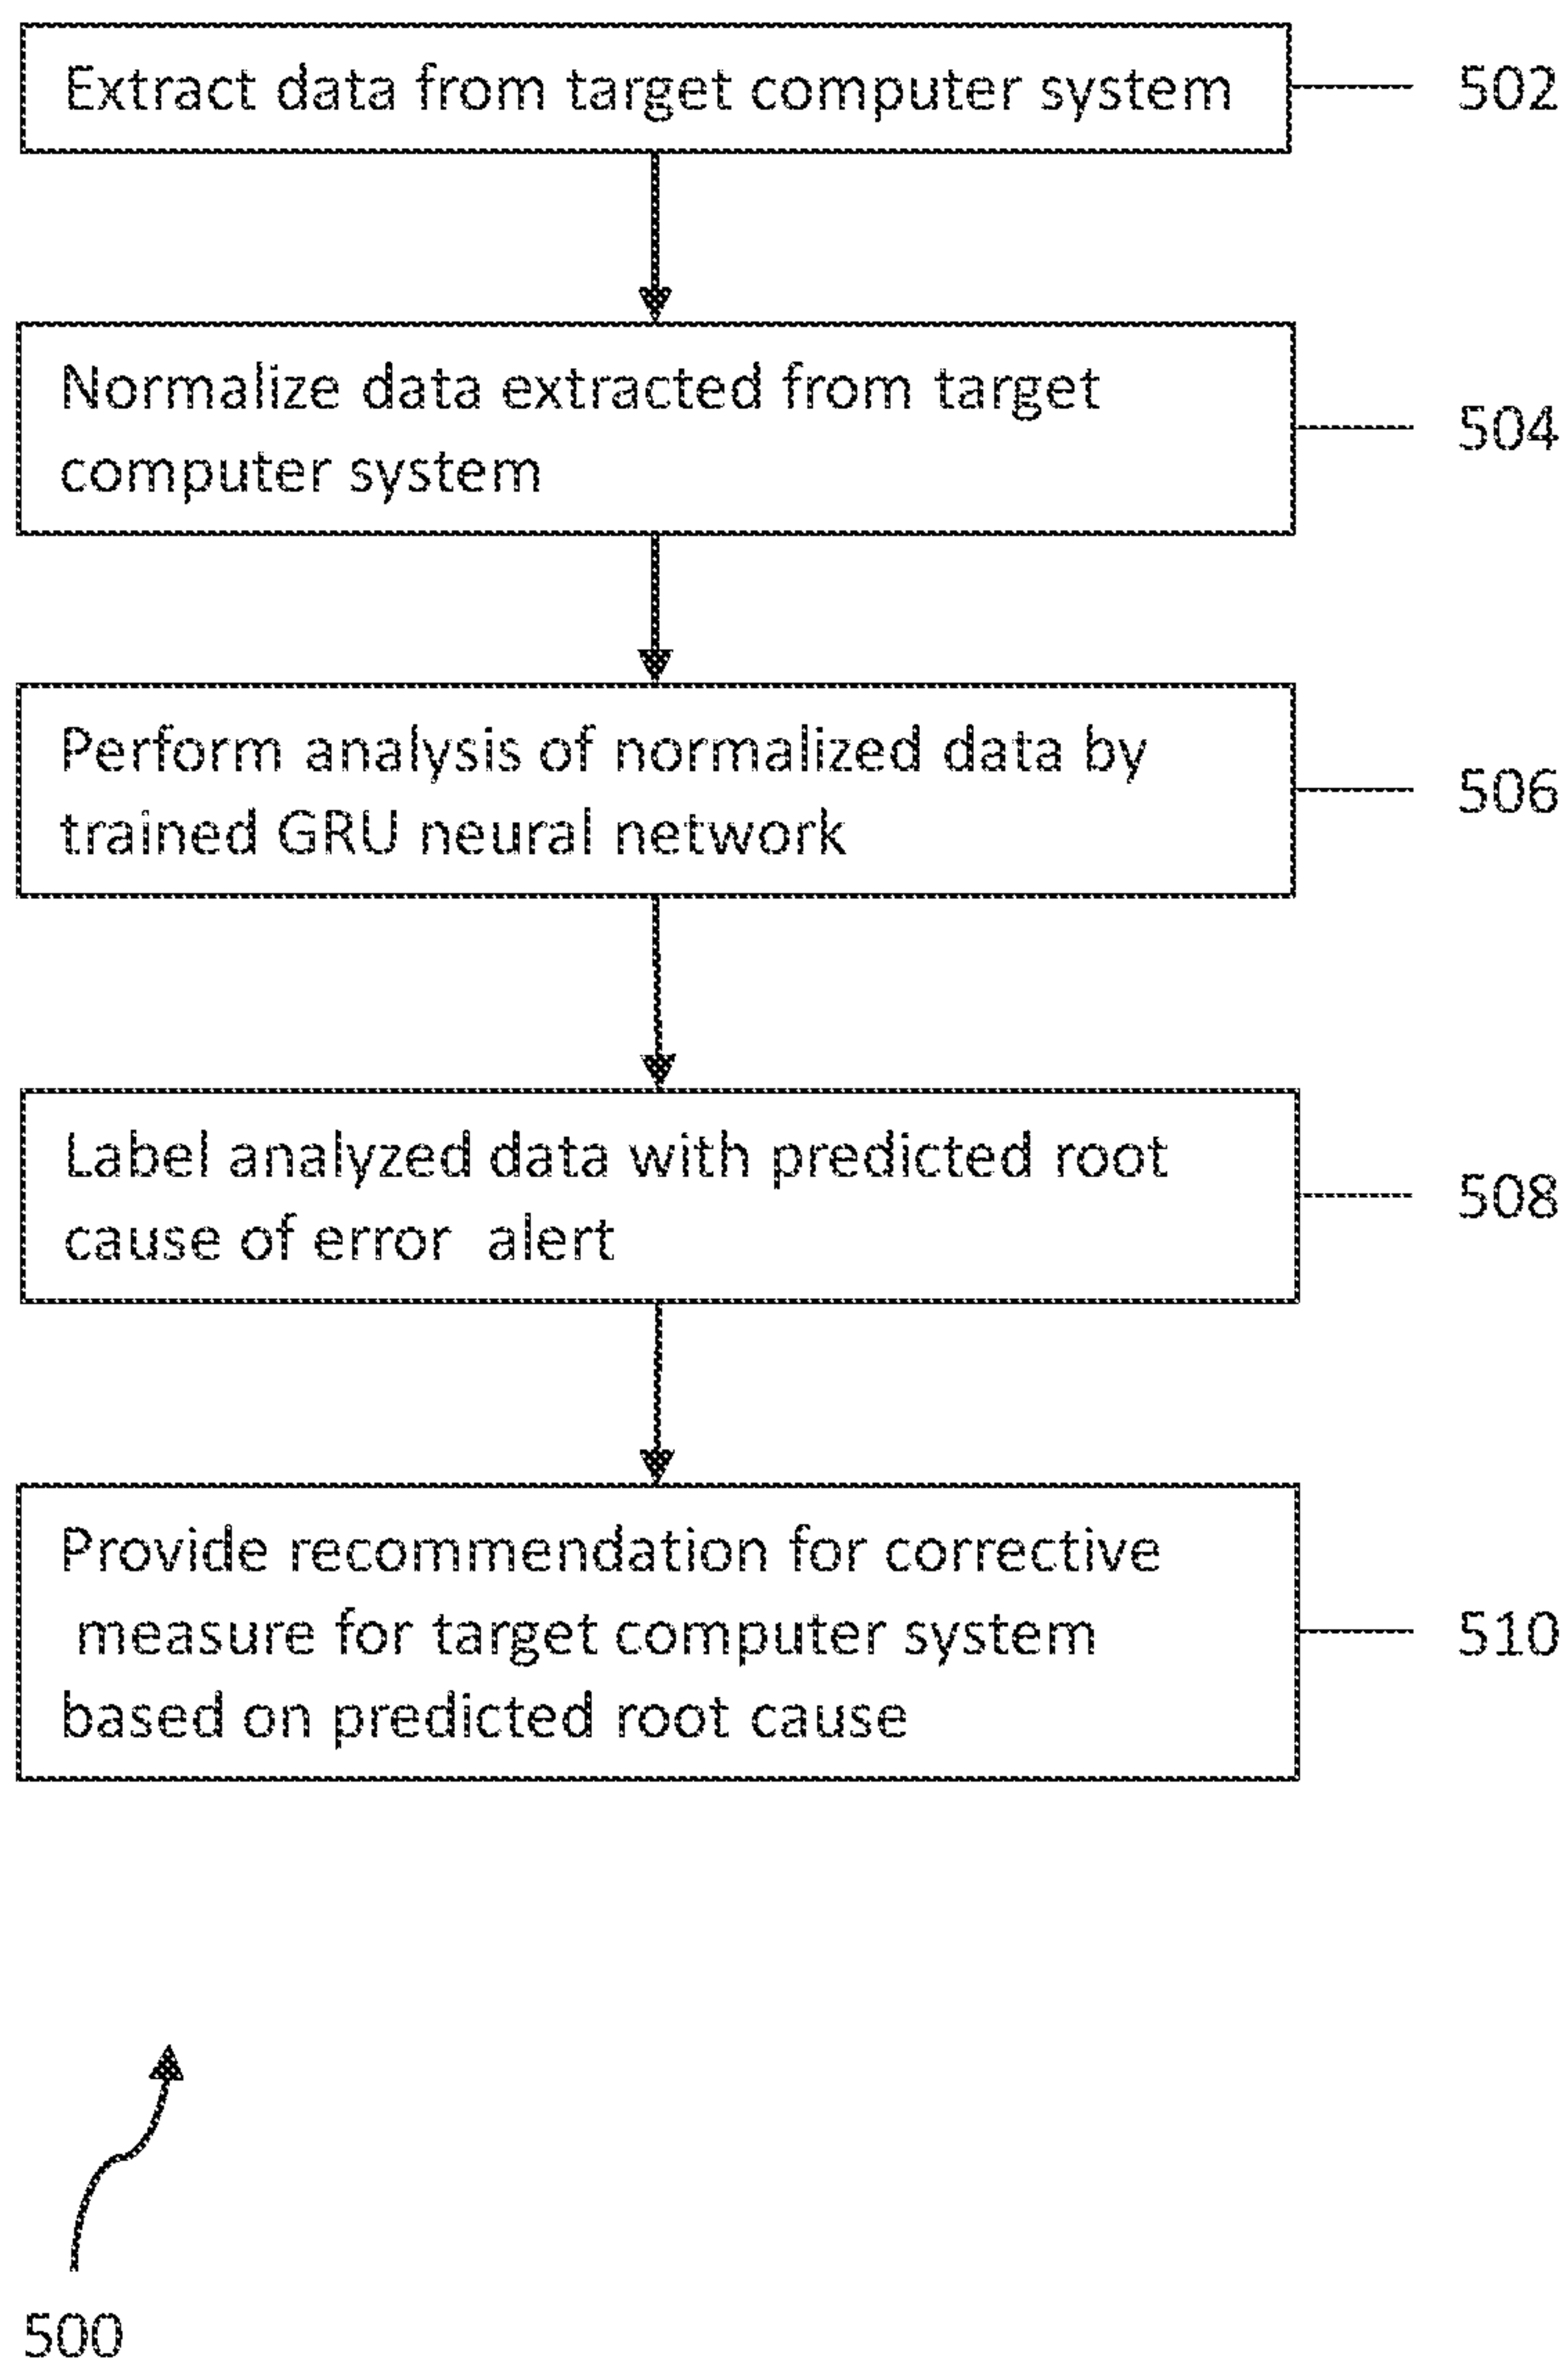 Extract data from target computer system
502
Normalize data extracted from target
computer system
504
Perform analysis of normalized data by
trained GRU neural network
506
Label analyzed data with predicted root
cause of error alert
508
Provide recommendation for corrective
measure for target computer system
based on predicted root cause
510
500